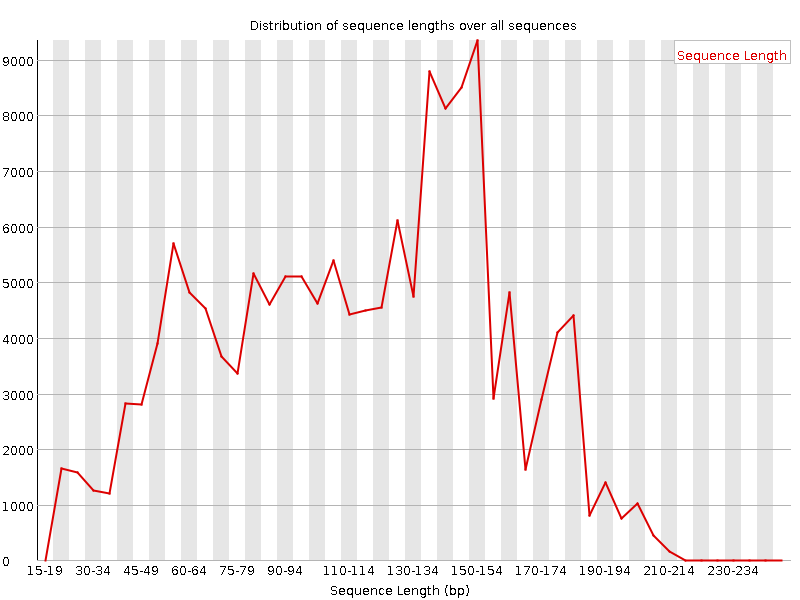 Distribution of sequence lengths over all sequences
Sequence Length
9000
8000
7000
6000
5000
4000
3000
2000
1000
0
15-19 30-34 45-49 60-64 75-79 90-94 110-114 130-134 150-154 170-174 190-194 210-214 230-234
Sequence Length (bp)